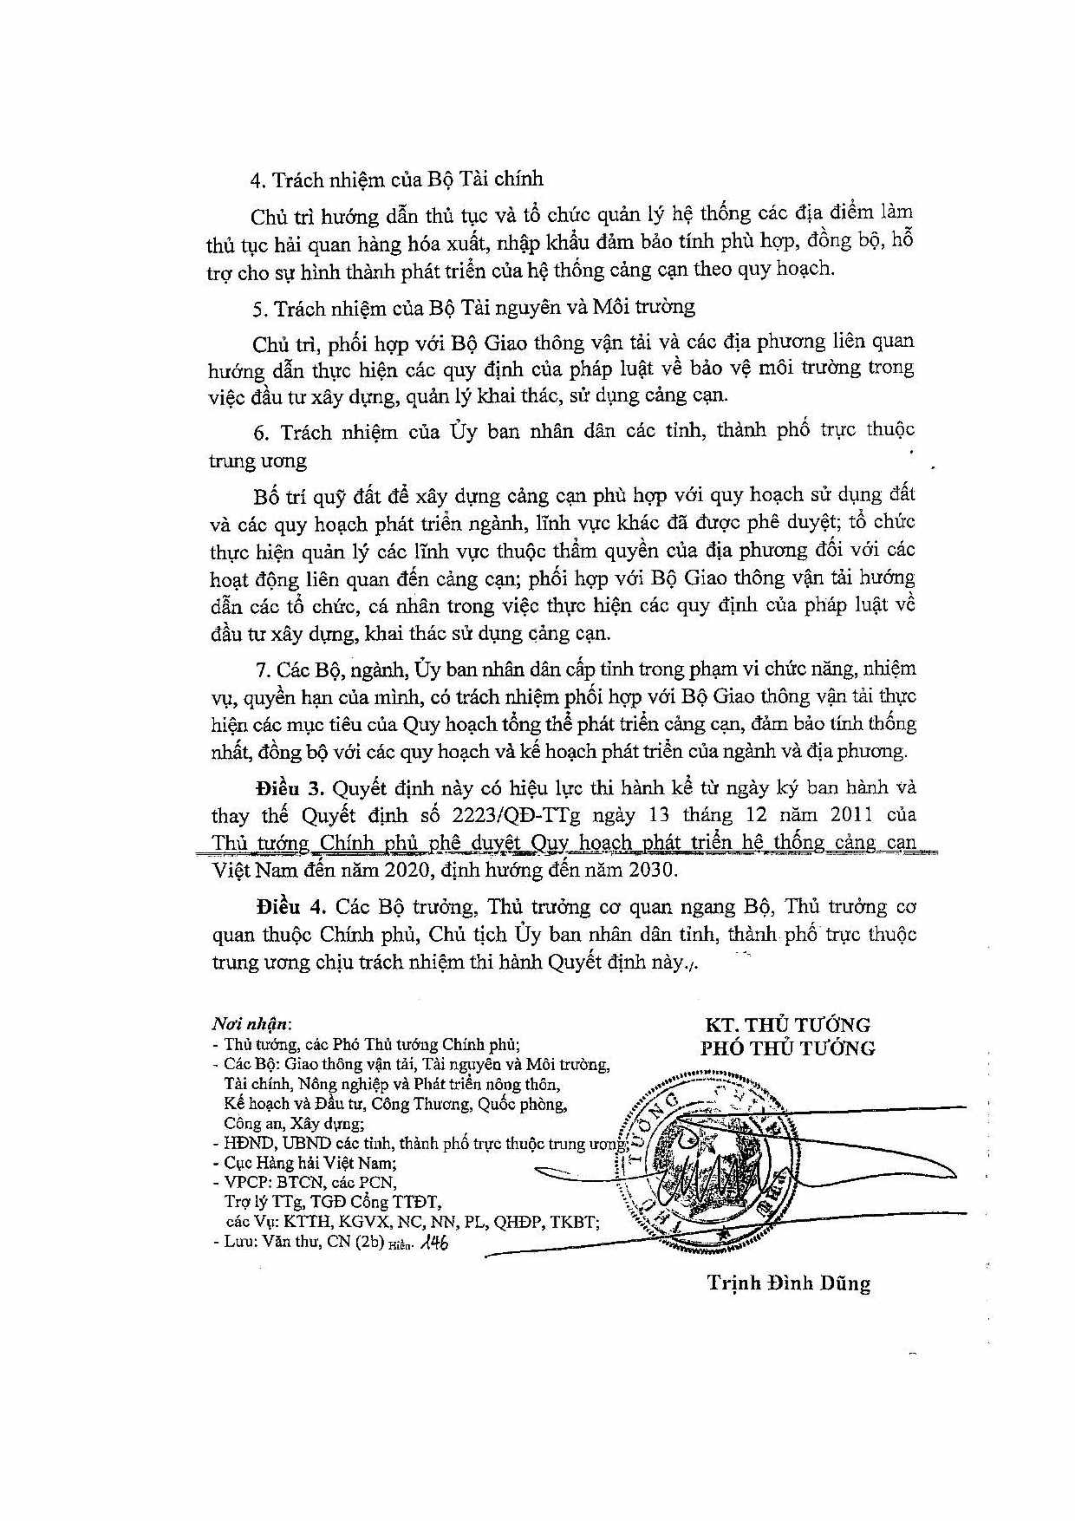 4. Trách nhiệm của Bộ Tài chính
Chủ trì hướng dẫn thủ tục và tổ chức quản lý hệ thống các địa điểm làm
thủ tục hải quan hàng hóa xuất, nhập khẩu đảm bảo tính phù hợp, đồng bộ, hỗ
trợ cho sự hình thành phát triển của hệ thống cảng cạn theo quy hoạch.
5. Trách nhiệm của Bộ Tài nguyên và Môi trường
Chủ trì, phối hợp với Bộ Giao thông vận tải và các địa phương liên quan
hướng dẫn thực hiện các quy định của pháp luật về bảo vệ môi trường trong
việc đầu tư xây dựng, quản lý khai thác, sử dụng cảng cạn.
6. Trách nhiệm của Ủy ban nhân dân các tỉnh, thành phố trực thuộc
trung ương
Bố trí quỹ đất để xây dựng cảng cạn phù hợp với quy hoạch sử dụng đất
và các quy hoạch phát triển ngành, lĩnh vực khác đã được phê duyệt; tổ chức
thực hiện quản lý các lĩnh vực thuộc thẩm quyền của địa phương đối với các
hoạt động liên quan đến cảng cạn; phối hợp với Bộ Giao thông vận tải hướng
dẫn các tổ chức, cá nhân trong việc thực hiện các quy định của pháp luật về
đầu tư xây dựng, khai thác sử dụng cảng cạn.
7. Các Bộ, ngành, Ủy ban nhân dân cấp tỉnh trong phạm vi chức năng, nhiệm
vụ, quyền hạn của mình, có trách nhiệm phối hợp với Bộ Giao thông vận tải thực
hiện các mục tiêu của Quy hoạch tổng thể phát triển cảng cạn, đảm bảo tính thống
nhất, đồng bộ với các quy hoạch và kế hoạch phát triển của ngành và địa phương.
Điều 3. Quyết định này có hiệu lực thi hành kể từ ngày ký ban hành và
thay thế Quyết định số 2223/QĐ-TTg ngày 13 tháng 12 năm 2011 của
Thủ tướng Chính phủ phê duyệt Quy hoạch phát triển hệ thống cảng cạn
Việt Nam đến năm 2020, định hướng đến năm 2030.
Điều 4. Các Bộ trưởng, Thủ trưởng cơ quan ngang Bộ, Thủ trưởng cơ
quan thuộc Chính phủ, Chủ tịch Ủy ban nhân dân tỉnh, thành phố trực thuộc
trung ương chịu trách nhiệm thi hành Quyết định này./.
Nơi nhận:
- Thủ tướng, các Phó Thủ tướng Chính phủ;
- Các Bộ: Giao thông vận tải, Tài nguyên và Môi trường,
Tài chính, Nông nghiệp và Phát triển nông thôn,
Kế hoạch và Đầu tư, Công Thương, Quốc phòng,
Công an, Xây dựng;
- HĐND, UBND các tỉnh, thành phố trực thuộc trung ương;
- Cục Hàng hải Việt Nam;
- VPCP: BTCN, các PCN,
Trợ lý TTg, TGĐ Cổng TTĐT,
các Vụ: KTTH, KGVX, NC, NN, PL, QHĐP, TKBT;
- Lưu: Văn thư, CN (2b) Hiền. 146
KT. THỦ TƯỚNG
PHÓ THỦ TƯỚNG
THỦ TƯỚNG CHÍNH PHỦ
Trịnh Đình Dũng